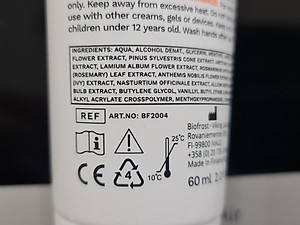 only. Keep away from excessive heat. Do not
use with other creams, gels or devices. Keep
children under 12 years old. Wash hands after
INGREDIENTS: AQUA, ALCOHOL DENAT., GLYCERIN, MENTHOL
FLOWER EXTRACT, PINUS SYLVESTRIS CONE EXTRACT,
EXTRACT, LAMIUM ALBUM FLOWER EXTRACT,
(ROSEMARY) LEAF EXTRACT, ANTHEMIS NOBILIS FLOWER
(IVY) EXTRACT, NASTURTIUM OFFICINALE EXTRACT,
BULB EXTRACT, BUTYLENE GLYCOL, VANILLYL BUTYL
ALKYL ACRYLATE CROSSPOLYMER,
REF ART.NO: BF2004
25°C
10°C
CE 4
Biofrost - Viking
Rovaniementie
FI-99800
+358
Made in Finland
60 ml